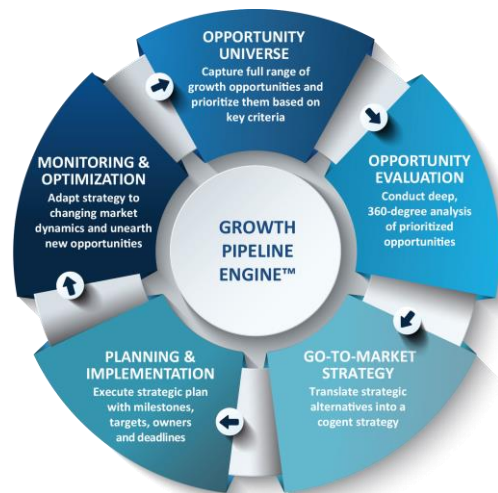 OPPORTUNITY
UNIVERSE
Capture full range of
growth opportunities and
prioritize them based on
key criteria
OPPORTUNITY
EVALUATION
Conduct deep,
360-degree analysis
of prioritized
opportunities
GO-TO-MARKET
STRATEGY
Translate strategic
alternatives into a
cogent strategy
PLANNING &
IMPLEMENTATION
Execute strategic plan
with milestones,
targets, owners
and deadlines
MONITORING &
OPTIMIZATION
Adapt strategy to
changing market
dynamics and unearth
new opportunities
GROWTH
PIPELINE
ENGINE™